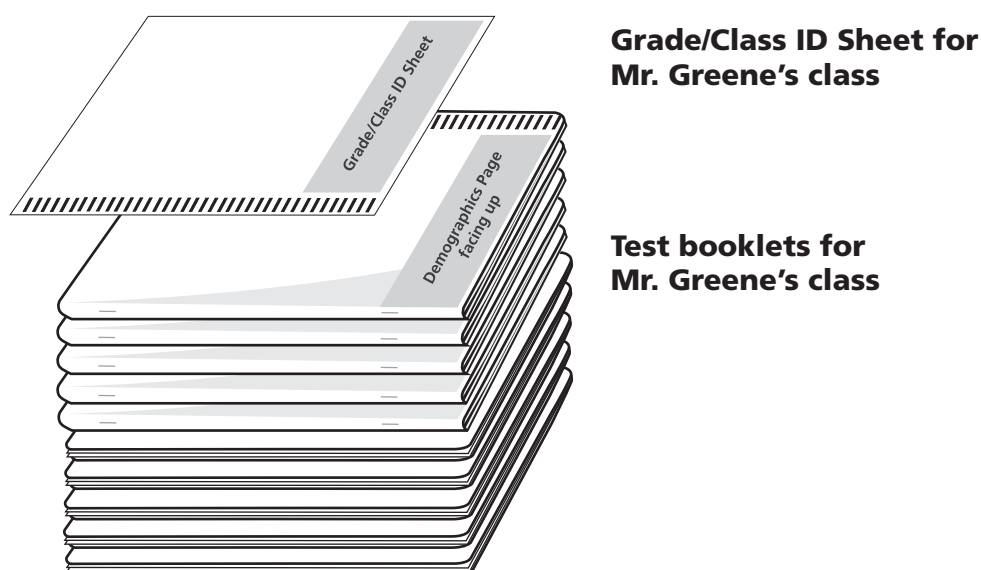 Grade/Class ID Sheet for
Mr. Greene’s class
Grade/Class ID Sheet
Demographics Page
facing up
Test booklets for
Mr. Greene’s class